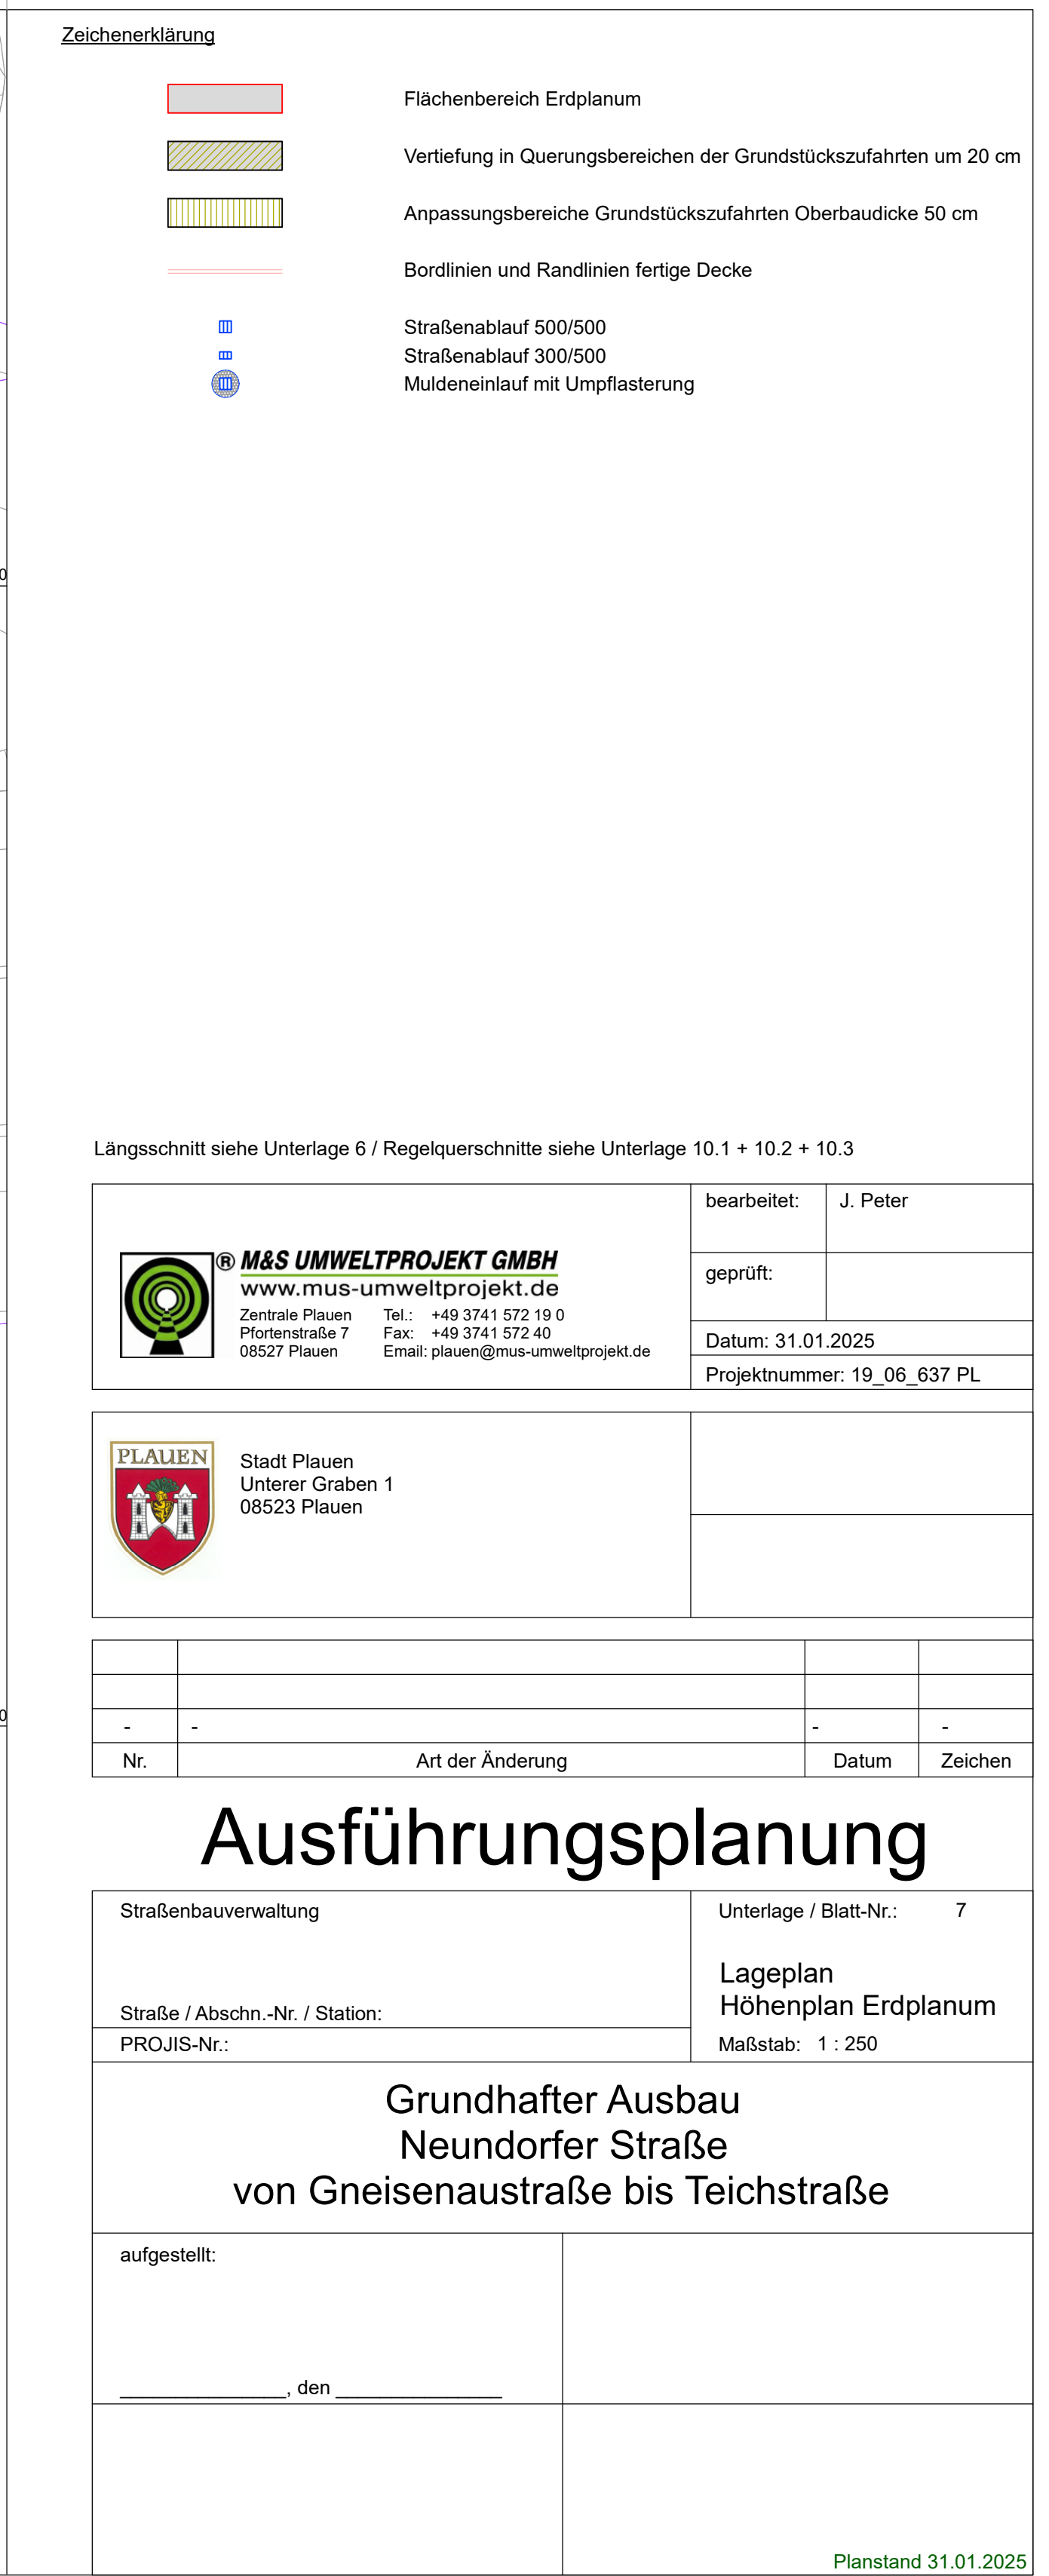 Zeichenerklärung
Flächenbereich Erdplanum
Vertiefung in Querungsbereichen der Grundstückszufahrten um 20 cm
Anpassungsbereiche Grundstückszufahrten Oberbaudicke 50 cm
Bordlinien und Randlinien fertige Decke
Straßenablauf 500/500
Straßenablauf 300/500
Muldeneinlauf mit Umpflasterung
0
Längsschnitt siehe Unterlage 6 / Regelquerschnitte siehe Unterlage 10.1 + 10.2 + 10.3
® M&S UMWELTPROJEKT GMBH
www.mus-umweltprojekt.de
Zentrale Plauen Tel.: +49 3741 572 19 0
Pfortenstraße 7 Fax: +49 3741 572 40
08527 Plauen Email: plauen@mus-umweltprojekt.de
bearbeitet: J. Peter
geprüft:
Datum: 31.01.2025
Projektnummer: 19_06_637 PL
PLAUEN
Stadt Plauen
Unterer Graben 1
08523 Plauen
0
- - - -
Nr. Art der Änderung Datum Zeichen
Ausführungsplanung
Straßenbauverwaltung
Straße / Abschn.-Nr. / Station:
PROJIS-Nr.:
Unterlage / Blatt-Nr.: 7
Lageplan
Höhenplan Erdplanum
Maßstab: 1 : 250
Grundhafter Ausbau
Neundorfer Straße
von Gneisenaustraße bis Teichstraße
aufgestellt:
_______________, den _______________
Planstand 31.01.2025